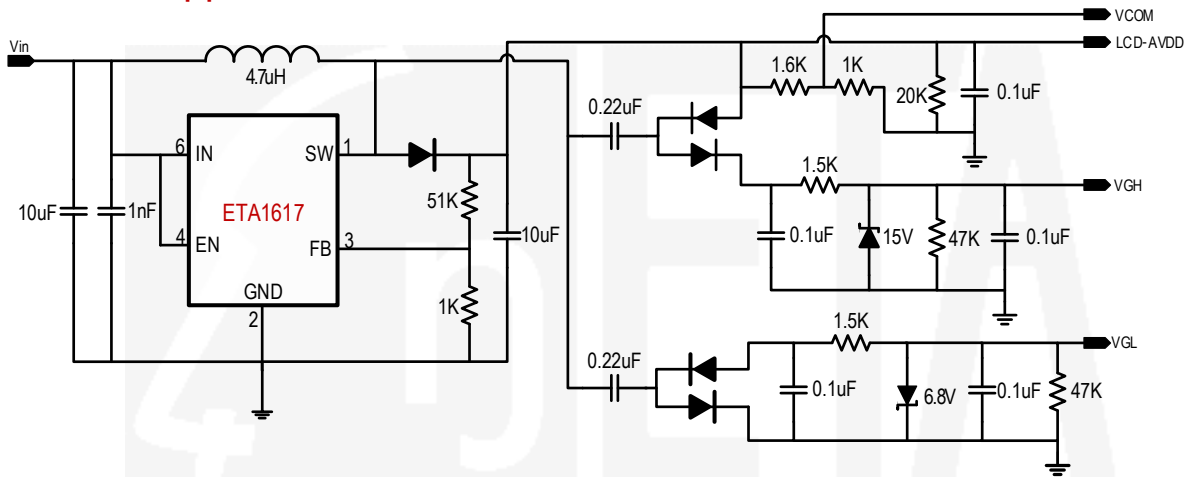 VCOM
Vin
LCD-AVDD
4.7uH
1.6K
1K
20K
0.1uF
0.22uF
6
IN
SW
1
1.5K
VGH
51K
10uF
1nF
ETA1617
10uF
0.1uF
15V
47K
0.1uF
4
EN
FB
3
GND
2
1K
1.5K
VGL
0.22uF
0.1uF
6.8V
0.1uF
47K
ETA